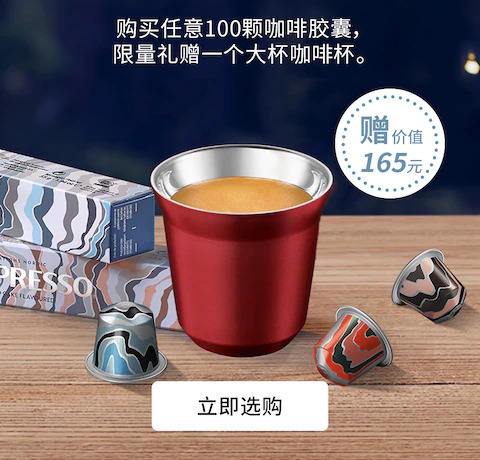 购买任意100颗咖啡胶囊，
限量礼赠一个大杯咖啡杯。
赠价值
165元
PRESSO
立即选购